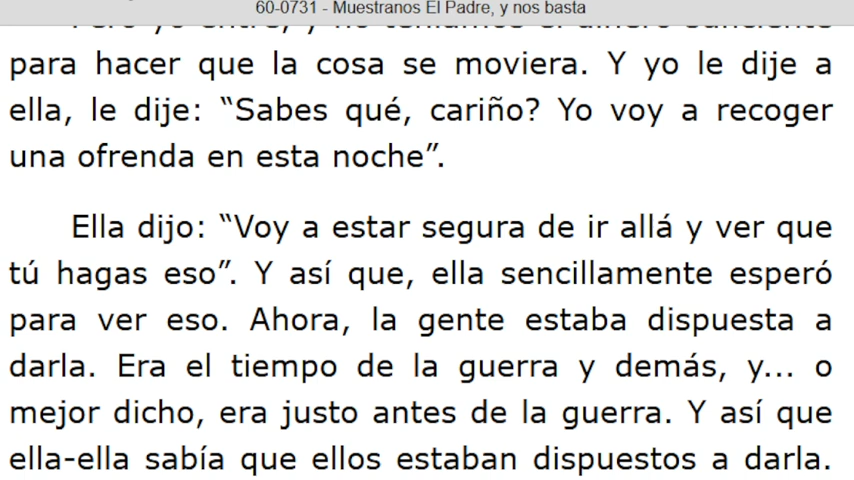 60-0731 - Muestranos El Padre, y nos basta
para hacer que la cosa se moviera. Y yo le dije a
ella, le dije: “Sabes qué, cariño? Yo voy a recoger
una ofrenda en esta noche”.
Ella dijo: “Voy a estar segura de ir allá y ver que
tú hagas eso”. Y así que, ella sencillamente esperó
para ver eso. Ahora, la gente estaba dispuesta a
darla. Era el tiempo de la guerra y demás, y... o
mejor dicho, era justo antes de la guerra. Y así que
ella-ella sabía que ellos estaban dispuestos a darla.